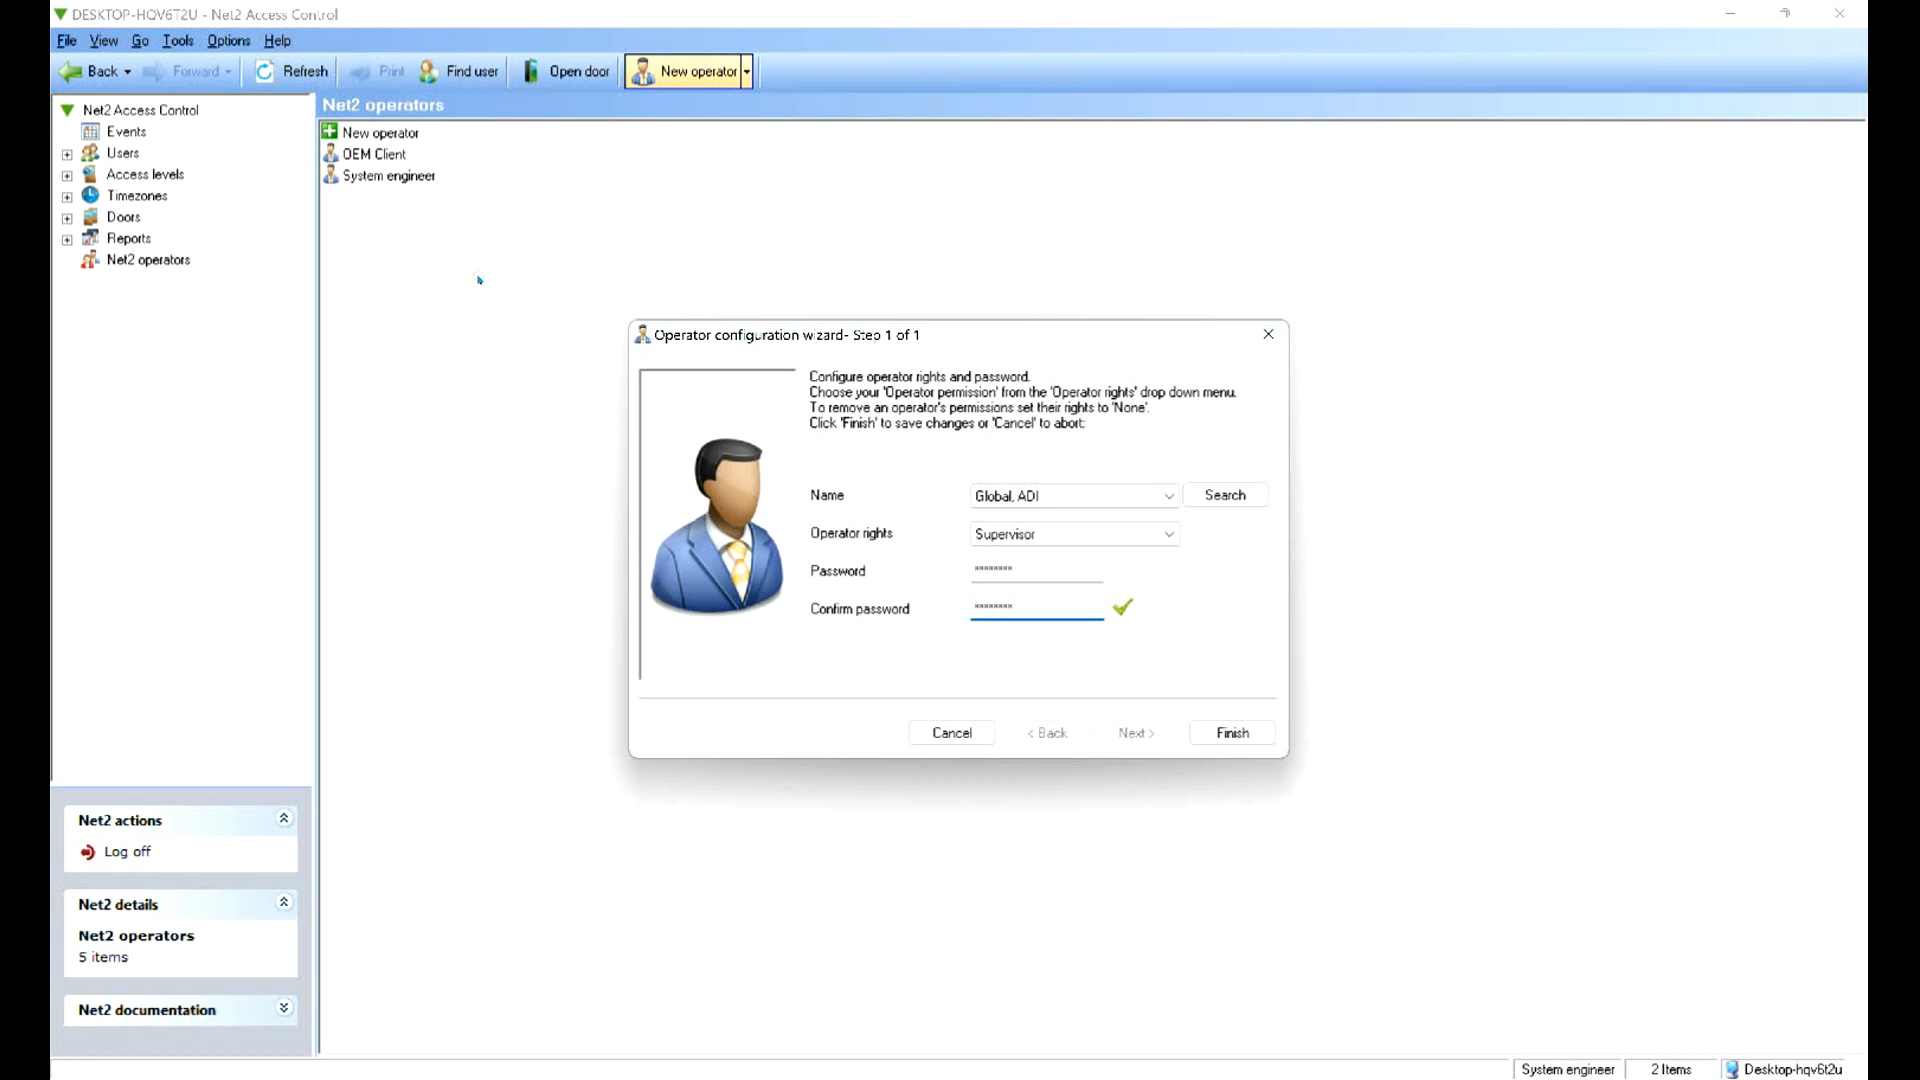 DESKTOP-HQV6T2U - Net2 Access Control
File View Go Tools Options Help
Back Forward Refresh Print Find user Open door New operator
Net2 Access Control
Events
Users
Access levels
Timezones
Doors
Reports
Net2 operators
Net2 operators
New operator
OEM Client
System engineer
Operator configuration wizard- Step 1 of 1
Configure operator rights and password.
Choose your 'Operator permission' from the 'Operator rights' drop down menu.
To remove an operator's permissions set their rights to 'None'.
Click 'Finish' to save changes or 'Cancel' to abort:
Name Global, ADI Search
Operator rights Supervisor
Password ********
Confirm password ********
Cancel < Back Next > Finish
Net2 actions
Log off
Net2 details
Net2 operators
5 items
Net2 documentation
System engineer 2 Items Desktop-hqv6t2u